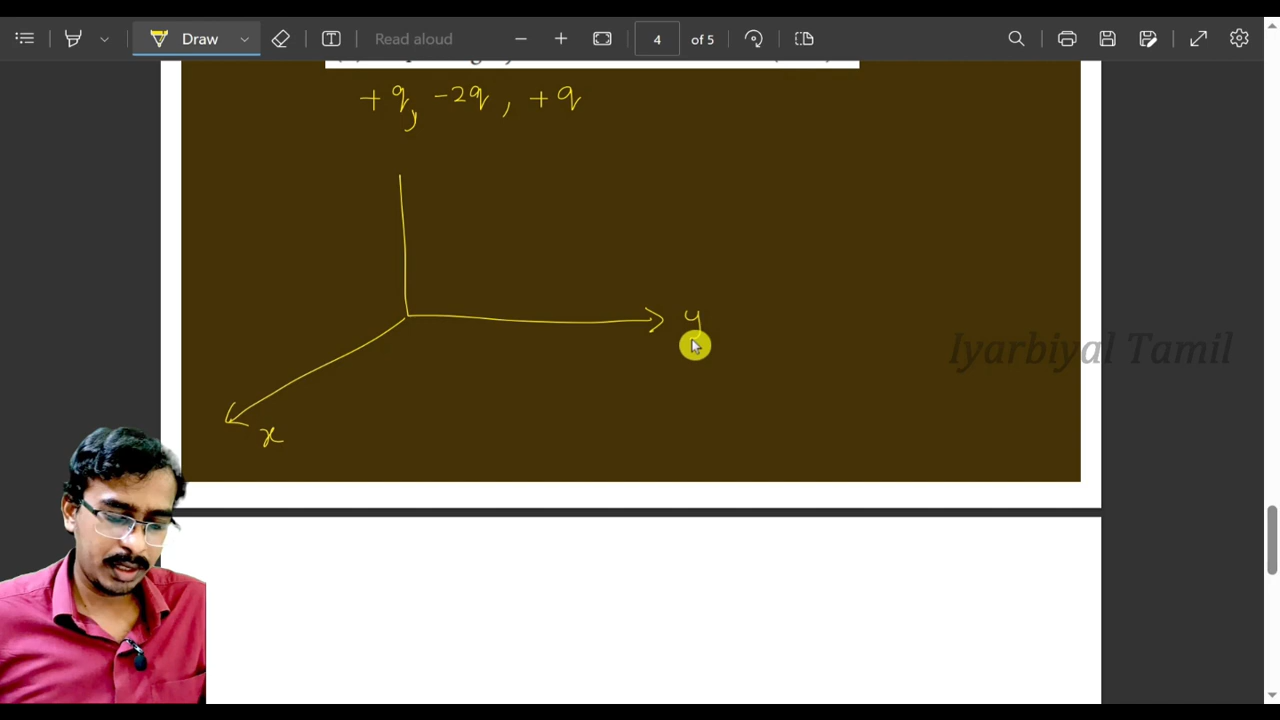 Draw
Read aloud
4
of 5
+q, -2q, +q
y
Iyarbiyal Tamil
x